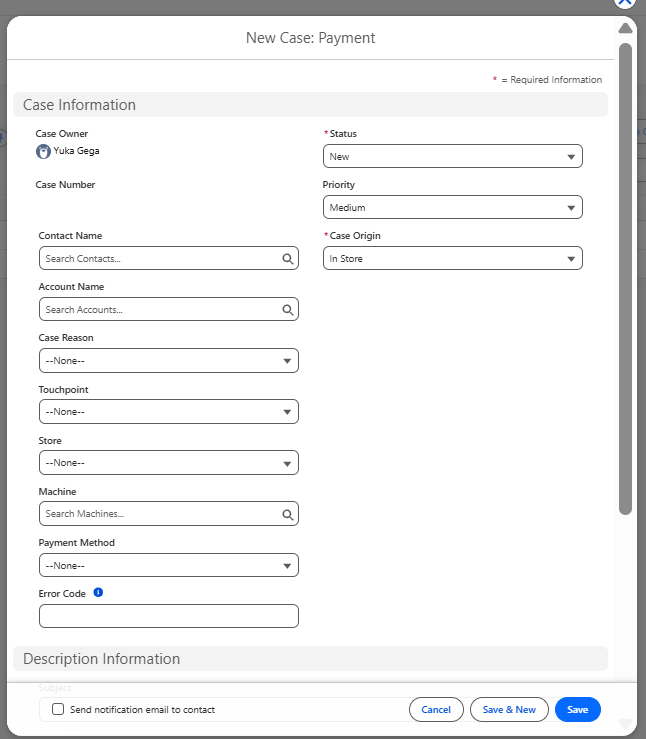 New Case: Payment
* = Required Information
Case Information
Case Owner
Yuka Gega
*Status
New
Case Number
Priority
Medium
Contact Name
Search Contacts...
*Case Origin
In Store
Account Name
Search Accounts...
Case Reason
--None--
Touchpoint
--None--
Store
--None--
Machine
Search Machines...
Payment Method
--None--
Error Code
Description Information
Subject
Send notification email to contact
Cancel
Save & New
Save